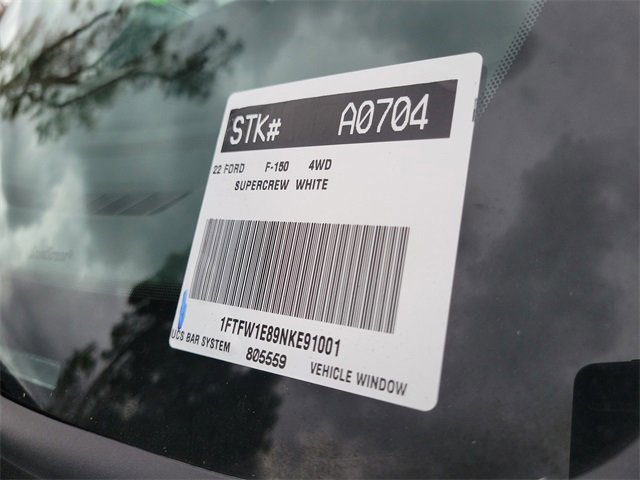 STK# A0704
22 FORD F-150 4WD
SUPERCREW WHITE
1FTFW1E89NKE91001
UCS BAR SYSTEM 805559 VEHICLE WINDOW